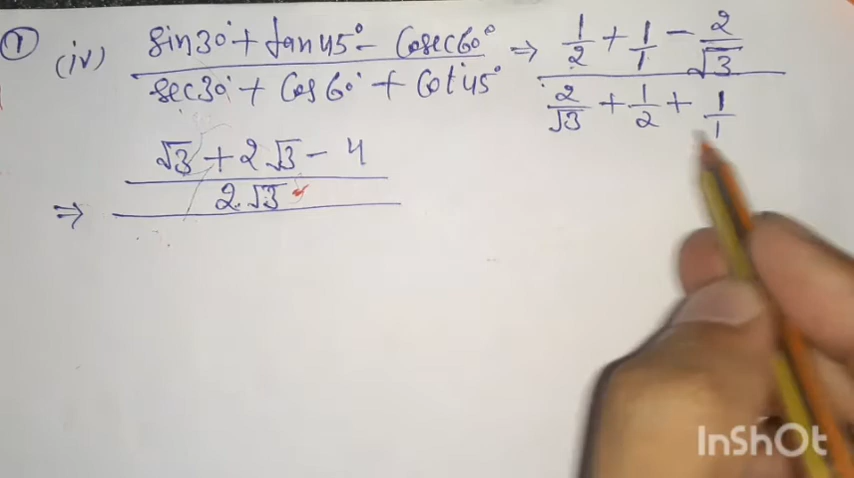 ① (iv) sin30° + tan45° - Cosec60° ⇒ 1/2 + 1/1 - 2/√3
sec30° + Cos60° + Cot45° 2/√3 + 1/2 + 1/1
√3 + 2√3 - 4
⇒ 2√3
InShOt